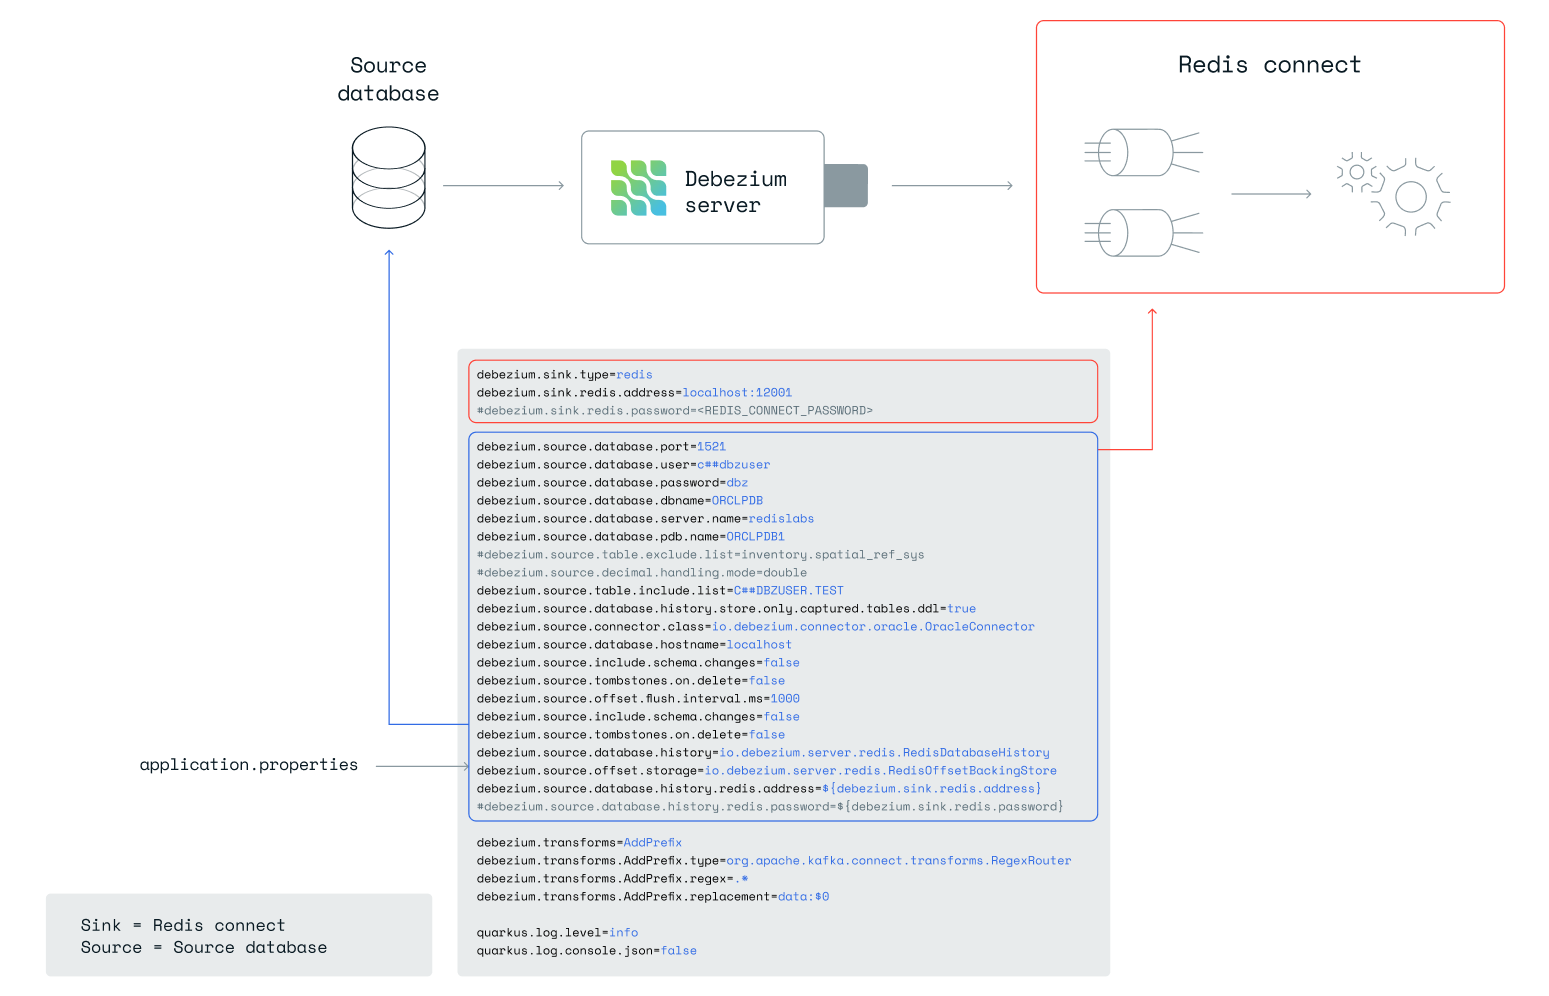 Source
database
Debezium
server
Redis connect
debezium.sink.type=redis
debezium.sink.redis.address=localhost:12001
#debezium.sink.redis.password=<REDIS_CONNECT_PASSWORD>
debezium.source.database.port=1521
debezium.source.database.user=c##dbzuser
debezium.source.database.password=dbz
debezium.source.database.dbname=ORCLPDB
debezium.source.database.server.name=redislabs
debezium.source.database.pdb.name=ORCLPDB1
#debezium.source.table.exclude.list=inventory.spatial_ref_sys
#debezium.source.decimal.handling.mode=double
debezium.source.table.include.list=C##DBZUSER.TEST
debezium.source.database.history.store.only.captured.tables.ddl=true
debezium.source.connector.class=io.debezium.connector.oracle.OracleConnector
debezium.source.database.hostname=localhost
debezium.source.include.schema.changes=false
debezium.source.tombstones.on.delete=false
debezium.source.offset.flush.interval.ms=1000
debezium.source.include.schema.changes=false
debezium.source.tombstones.on.delete=false
debezium.source.database.history=io.debezium.server.redis.RedisDatabaseHistory
debezium.source.offset.storage=io.debezium.server.redis.RedisOffsetBackingStore
debezium.source.database.history.redis.address=${debezium.sink.redis.address}
#debezium.source.database.history.redis.password=${debezium.sink.redis.password}
debezium.transforms=AddPrefix
debezium.transforms.AddPrefix.type=org.apache.kafka.connect.transforms.RegexRouter
debezium.transforms.AddPrefix.regex=.*
debezium.transforms.AddPrefix.replacement=data:$0
quarkus.log.level=info
quarkus.log.console.json=false
application.properties
Sink = Redis connect
Source = Source database